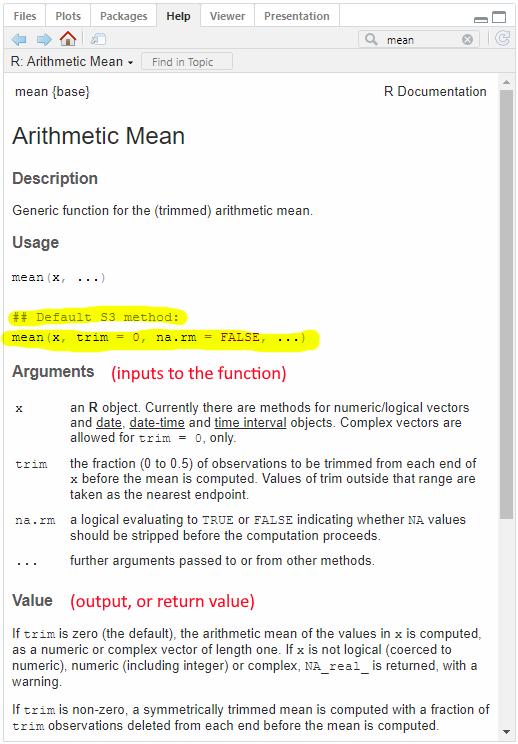 Files Plots Packages Help Viewer Presentation
mean
R: Arithmetic Mean Find in Topic
mean {base} R Documentation
Arithmetic Mean
Description
Generic function for the (trimmed) arithmetic mean.
Usage
mean(x, ...)
## Default S3 method:
mean(x, trim = 0, na.rm = FALSE, ...)
Arguments (inputs to the function)
x an R object. Currently there are methods for numeric/logical vectors
and date, date-time and time interval objects. Complex vectors are
allowed for trim = 0, only.
trim the fraction (0 to 0.5) of observations to be trimmed from each end of
x before the mean is computed. Values of trim outside that range are
taken as the nearest endpoint.
na.rm a logical evaluating to TRUE or FALSE indicating whether NA values
should be stripped before the computation proceeds.
... further arguments passed to or from other methods.
Value (output, or return value)
If trim is zero (the default), the arithmetic mean of the values in x is computed,
as a numeric or complex vector of length one. If x is not logical (coerced to
numeric), numeric (including integer) or complex, NA_real_ is returned, with a
warning.
If trim is non-zero, a symmetrically trimmed mean is computed with a fraction of
trim observations deleted from each end before the mean is computed.